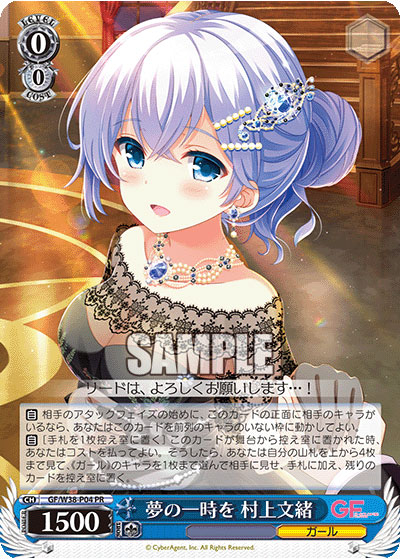 LEVEL
0
0
COST
SAMPLE
リードは、よろしくお願いします…！
自 相手のアタックフェイズの始めに、このカードの正面に相手のキャラが
いるなら、あなたはこのカードを前列のキャラのいない枠に動かしてよい。
自 ［手札を1枚控え室に置く］ このカードが舞台から控え室に置かれた時、
あなたはコストを払ってよい。そうしたら、あなたは自分の山札を上から4枚
まで見て、《ガール》のキャラを1枚まで選んで相手に見せ、手札に加え、残りの
カードを控え室に置く。
CH GF/W38-P04 PR
1500
夢の一時を 村上文緒
GF
ガール
© CyberAgent, Inc. All Rights Reserved.